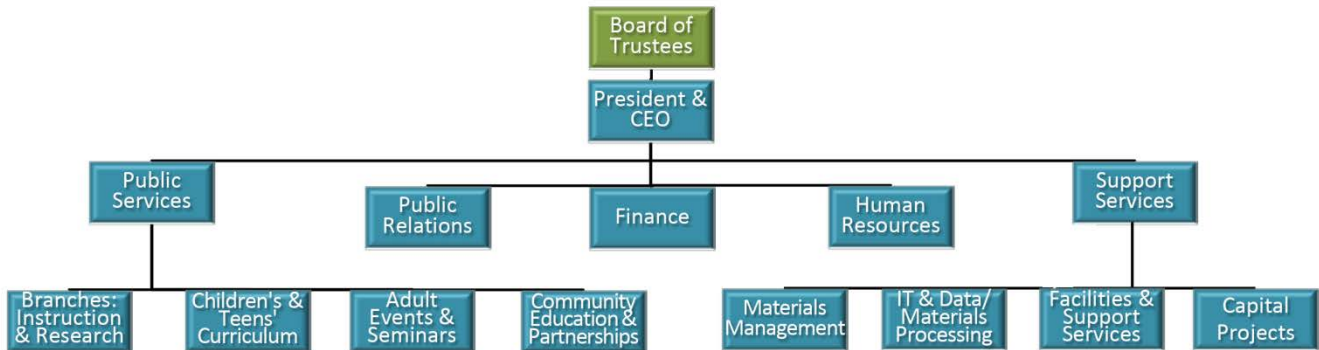 Board of
Trustees
President &
CEO
Public
Services
Public
Relations
Finance
Human
Resources
Support
Services
Branches:
Instruction
& Research
Children's &
Teens'
Curriculum
Adult
Events &
Seminars
Community
Education &
Partnerships
Materials
Management
IT & Data/
Materials
Processing
Facilities &
Support
Services
Capital
Projects